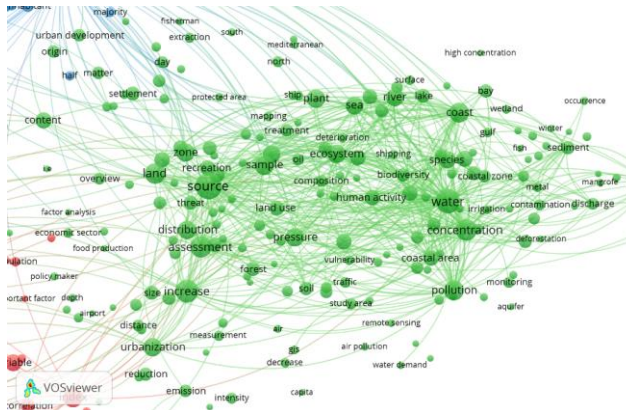 majority
fisherman
urban development
extraction
south
origin
mediterranean
high concentration
day
north
half
matter
surface
settlement
protected area
ship
plant
sea
river
lake
bay
occurrence
content
mapping
wetland
coast
treatment
deterioration
gulf
winter
zone
oil
ecosystem
shipping
species
fish
sediment
land
recreation
sample
overview
source
composition
biodiversity
coastal zone
metal
mangrofe
threat
human activity
water
irrigation
contamination
discharge
factor analysis
land use
economic sector
distribution
pressure
concentration
deforestation
food production
assessment
forest
vulnerability
coastal area
policy maker
traffic
monitoring
soil
size
increase
study area
pollution
depth
airport
aquifer
distance
air
remote sensing
measurement
urbanization
gis
air pollution
decrease
water demand
reduction
VOSviewer
emission
intensity
capita
index